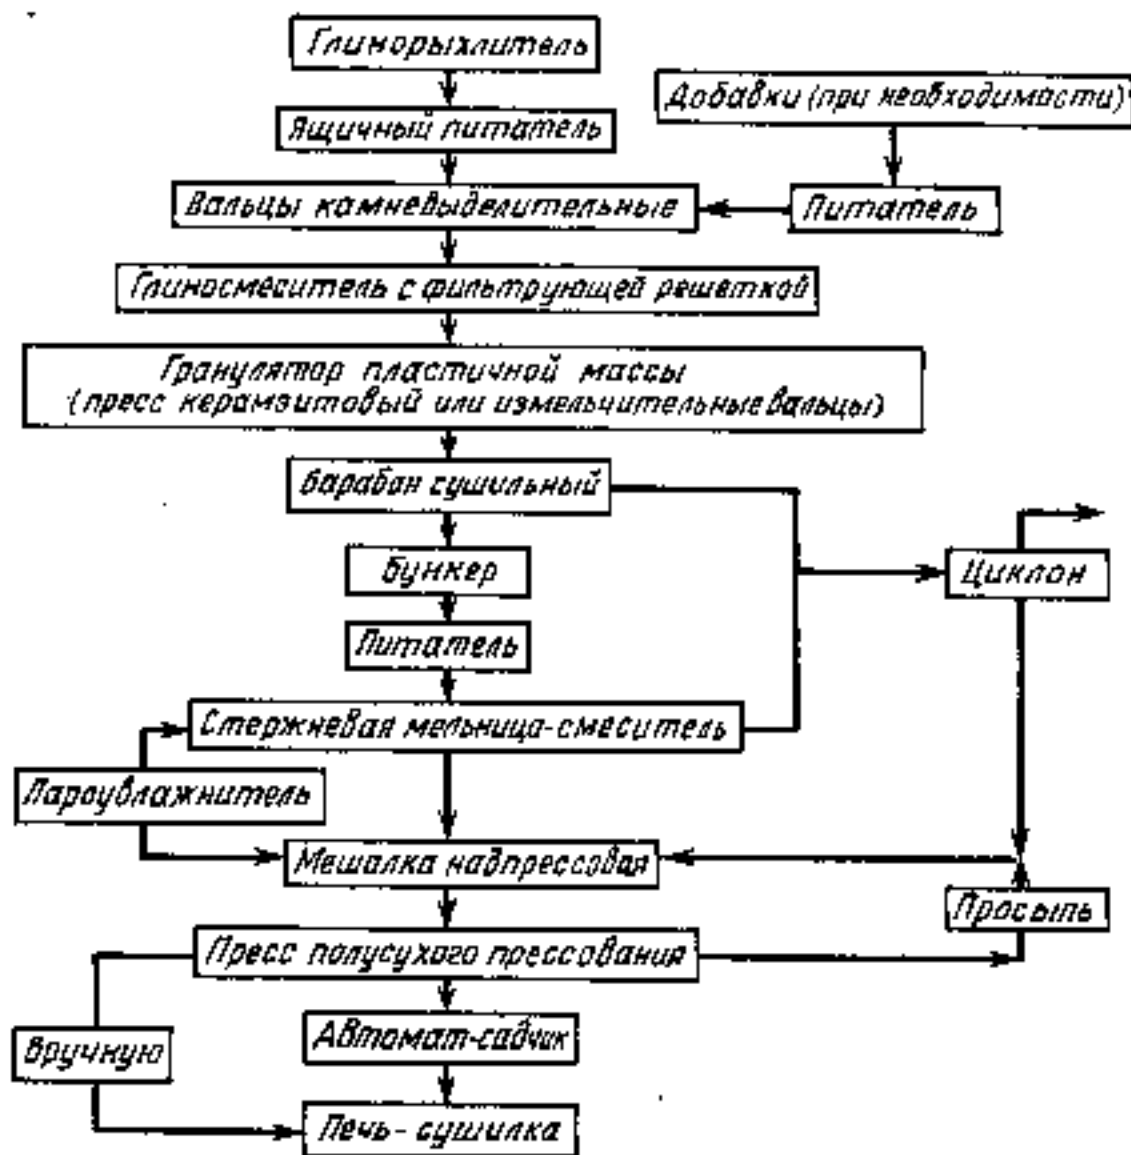 Глинорыхлитель
Добавки (при необходимости)
Ящичный питатель
Вальцы камневыделительные
Питатель
Глиносмеситель с фильтрующей решеткой
Гранулятор пластичной массы
(пресс керамзитовый или измельчительные вальцы)
Барабан сушильный
Бункер
Циклон
Питатель
Стержневая мельница-смеситель
Пароувлажнитель
Мешалка надпрессовая
Просыпь
Пресс полусухого прессования
Автомат-садчик
Вручную
Печь-сушилка